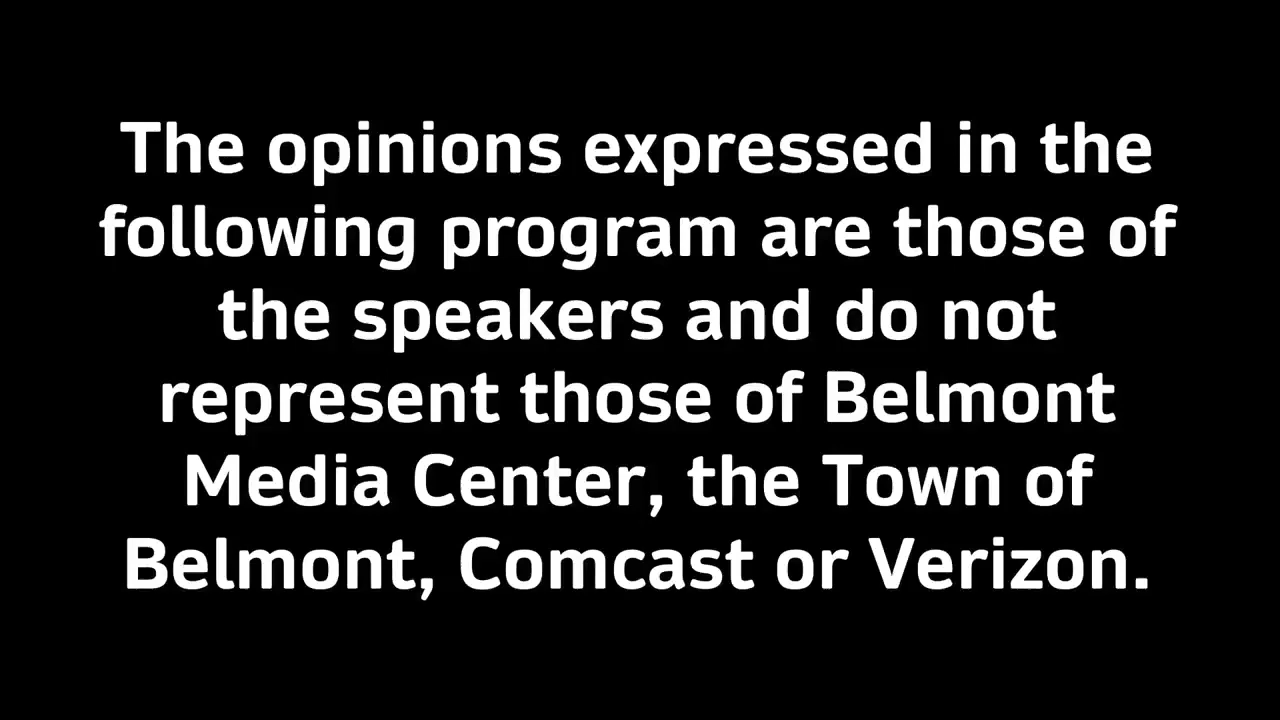 The opinions expressed in the
following program are those of
the speakers and do not
represent those of Belmont
Media Center, the Town of
Belmont, Comcast or Verizon.